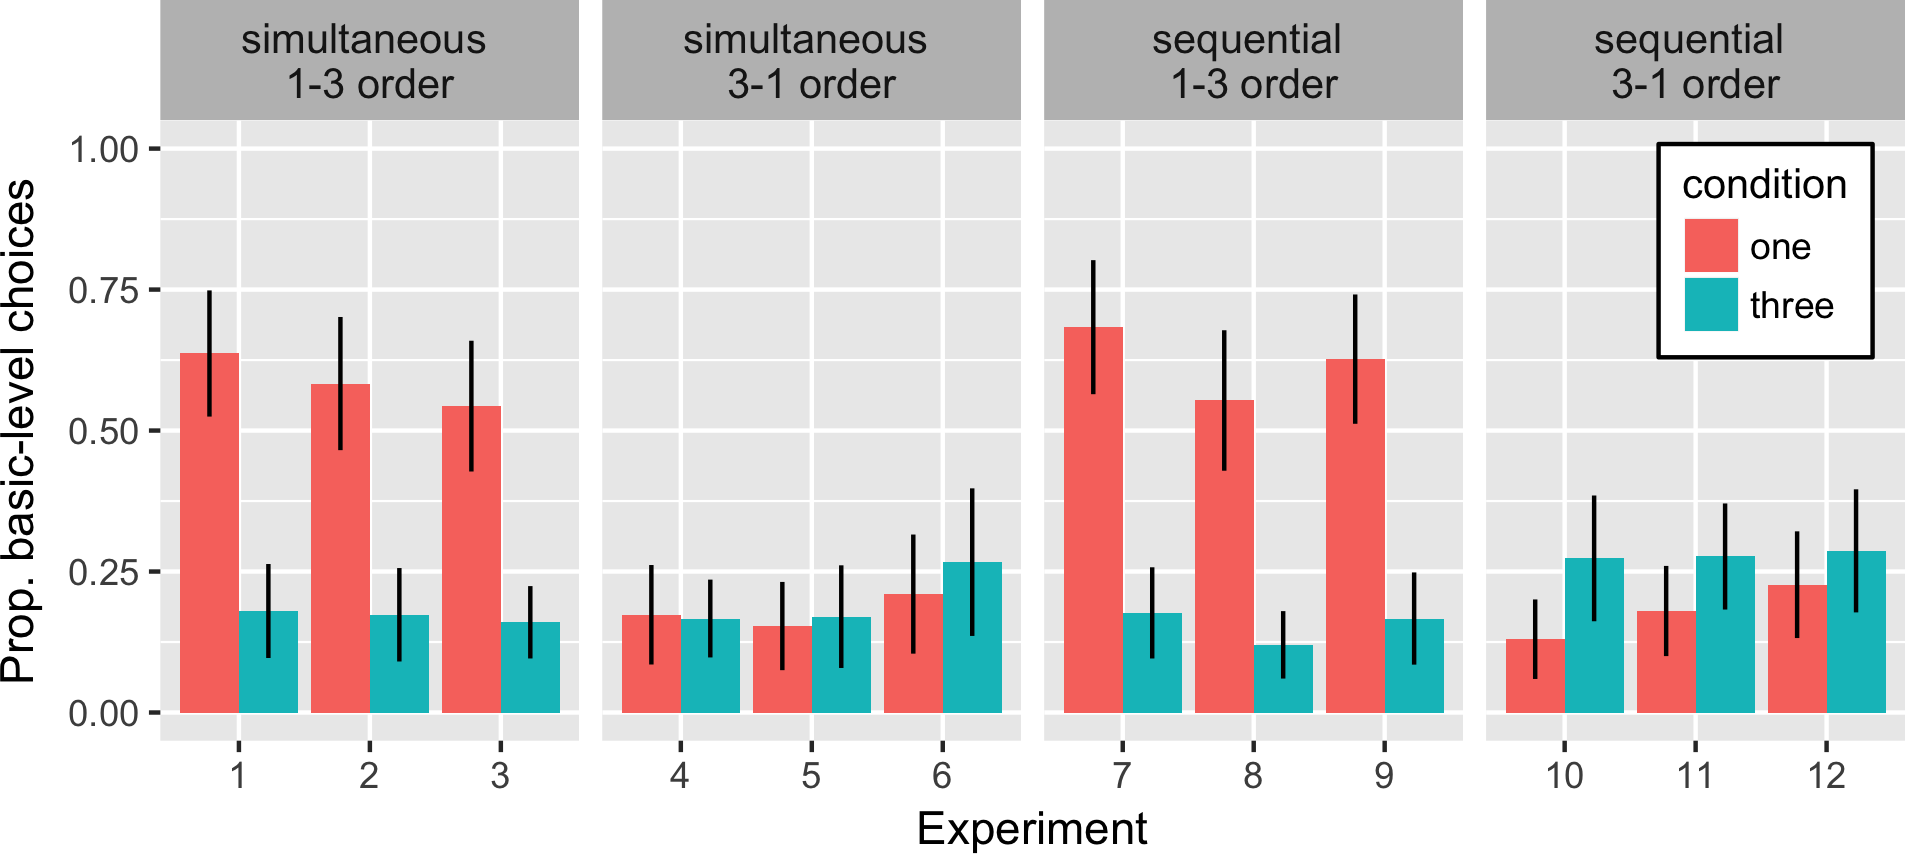 simultaneous
1-3 order
simultaneous
3-1 order
sequential
1-3 order
sequential
3-1 order
Prop. basic-level choices
1.00
0.75
0.50
0.25
0.00
condition
one
three
1 2 3 4 5 6 7 8 9 10 11 12
Experiment